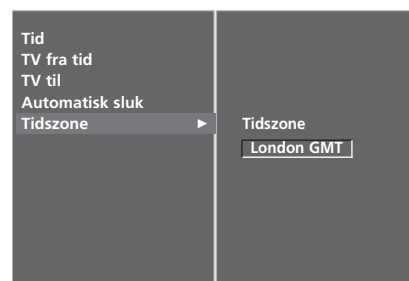 Tid
TV fra tid
TV til
Automatisk sluk
Tidszone ►
Tidszone
London GMT